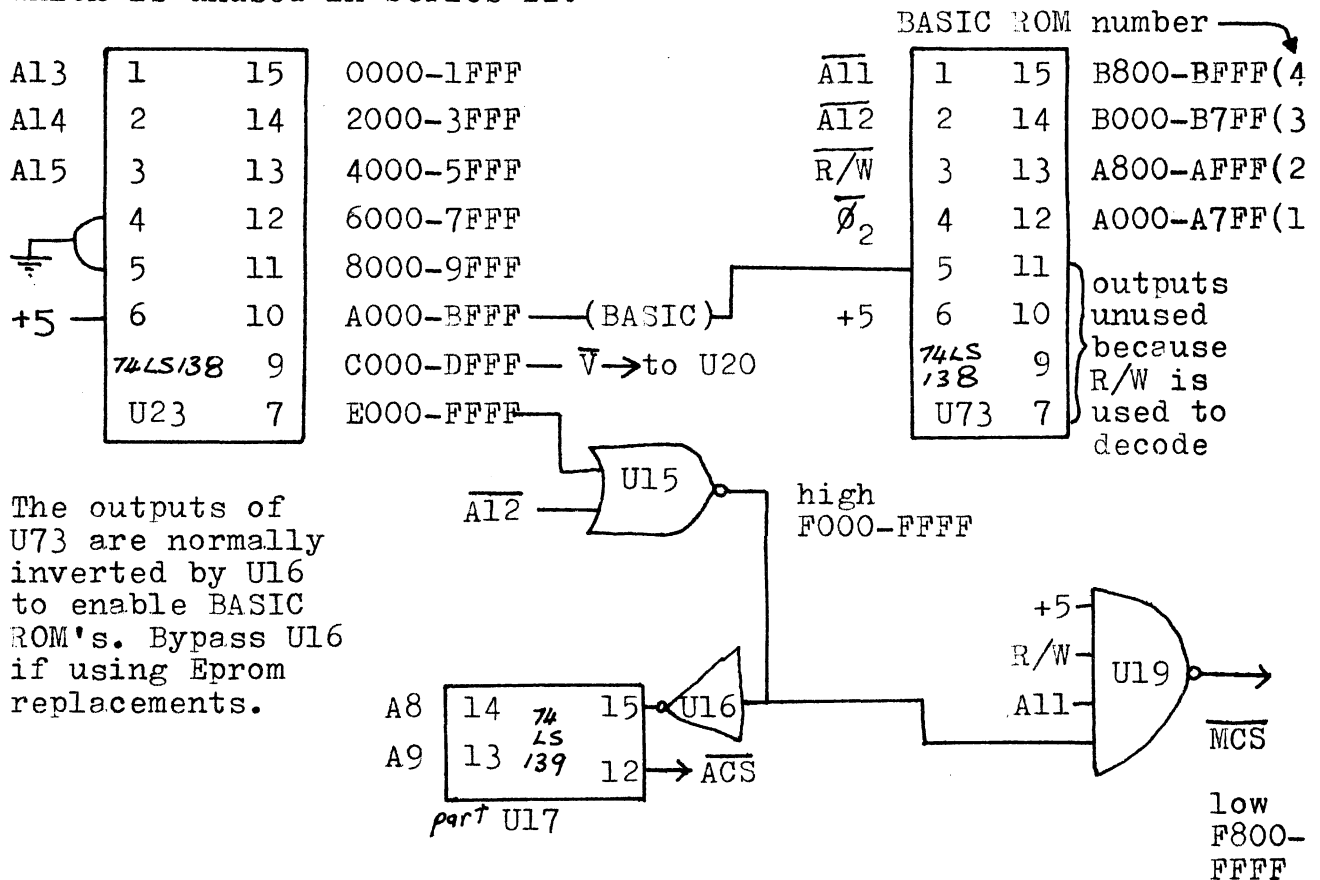 BASIC ROM number
A13 1 15 0000-1FFF
A14 2 14 2000-3FFF
A15 3 13 4000-5FFF
4 12 6000-7FFF
5 11 8000-9FFF
+5 6 10 A000-BFFF (BASIC)
74LS138 9 C000-DFFF V̅ → to U20
U23 7 E000-FFFF
A̅1̅1̅ 1 15 B800-BFFF(4
A̅1̅2̅ 2 14 B000-B7FF(3
R̅/̅W̅ 3 13 A800-AFFF(2
Ø̅₂ 4 12 A000-A7FF(1
5 11
+5 6 10
74LS 9
138
U73 7
outputs
unused
because
R/W is
used to
decode
A̅1̅2̅ U15
high
F000-FFFF
The outputs of
U73 are normally
inverted by U16
to enable BASIC
ROM's. Bypass U16
if using Eprom
replacements.
A8 14 74 15 U16
LS
A9 13 139 12 → A̅C̅S̅
part U17
+5
R/W U19
A11
M̅C̅S̅
low
F800-
FFFF